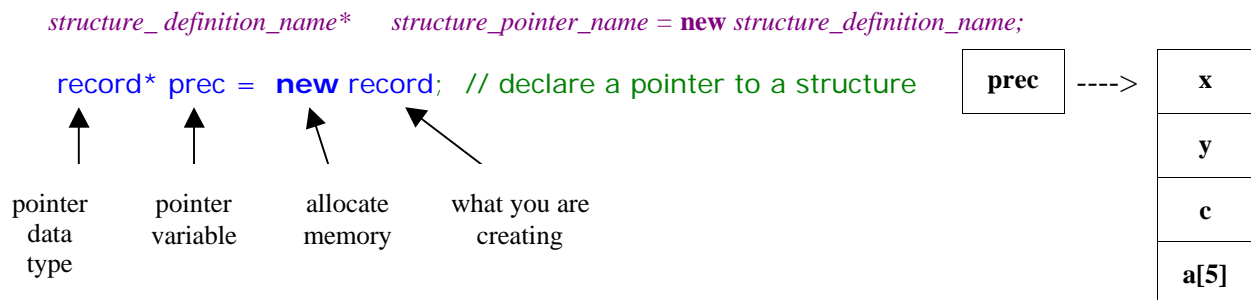 structure_ definition_name* structure_pointer_name = new structure_definition_name;
record* prec = new record; // declare a pointer to a structure
prec ----> x
y
c
a[5]
pointer data type
pointer variable
allocate memory
what you are creating